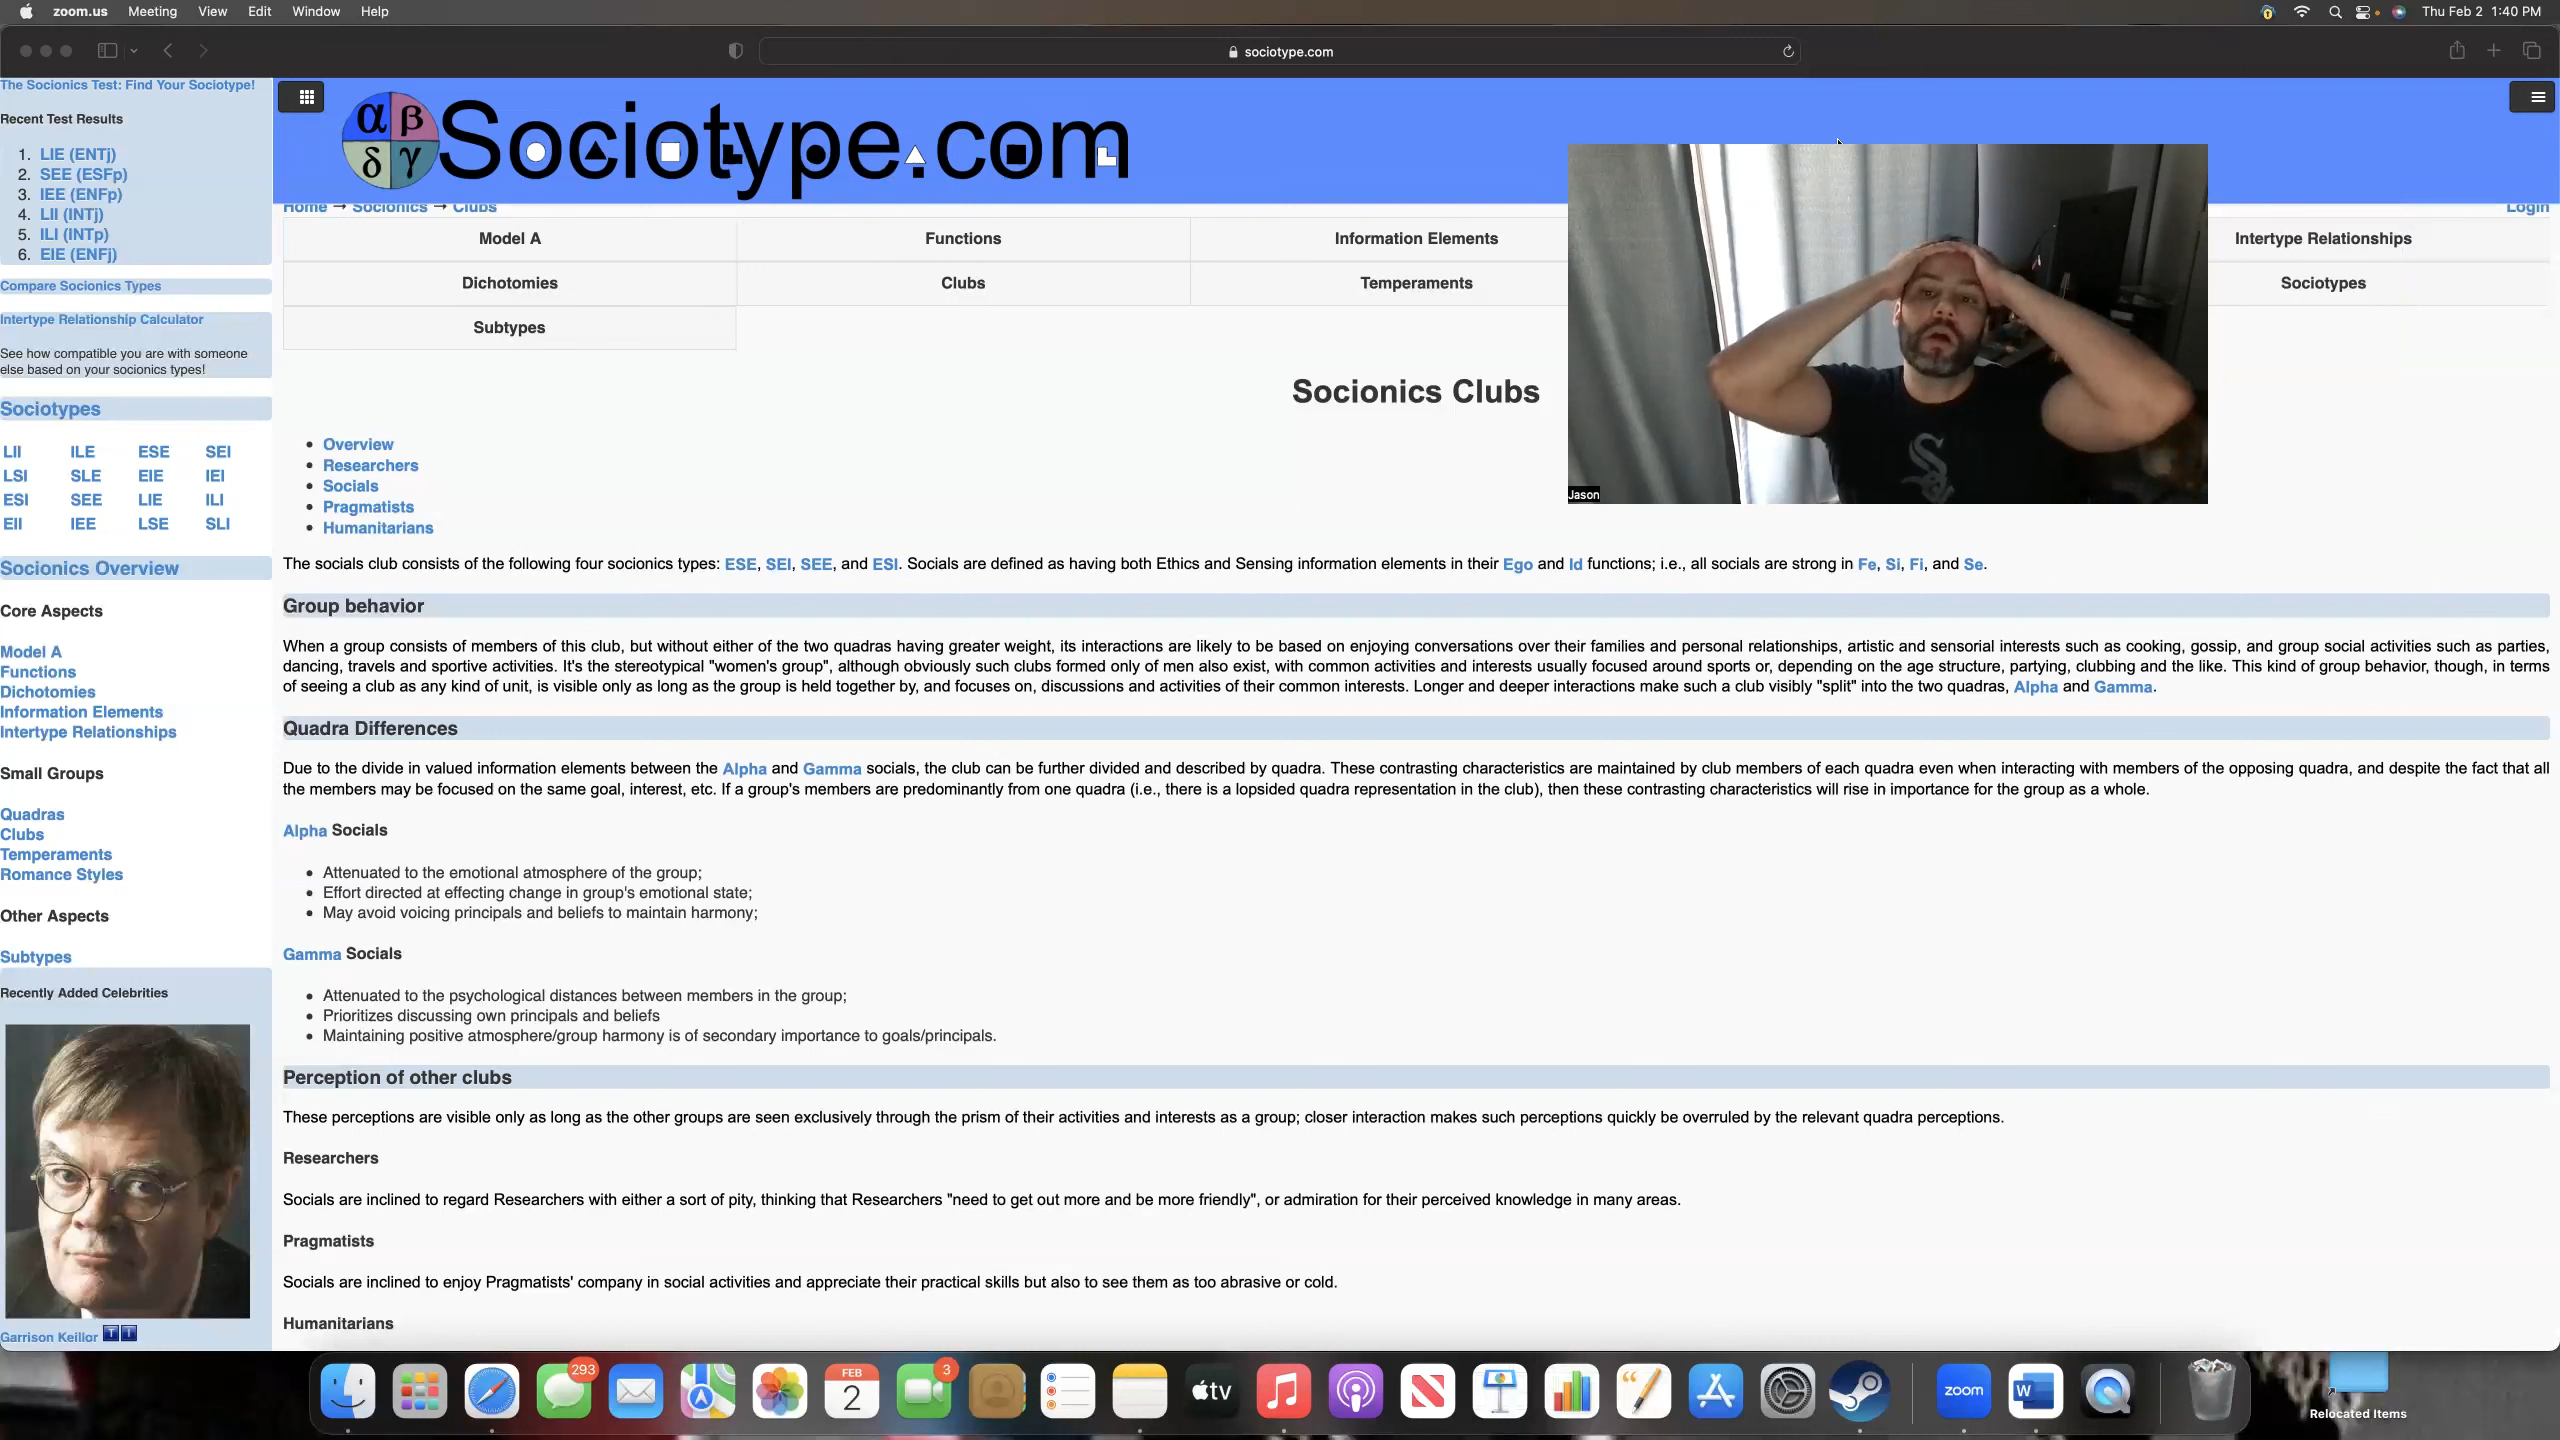 zoom.us Meeting View Edit Window Help
Thu Feb 2 1:40 PM
sociotype.com
The Socionics Test: Find Your Sociotype!
Recent Test Results
1. LIE (ENTj)
2. SEE (ESFp)
3. IEE (ENFp)
4. LII (INTj)
5. ILI (INTp)
6. EIE (ENFj)
Compare Socionics Types
Intertype Relationship Calculator
See how compatible you are with someone
else based on your socionics types!
Sociotypes
LII ILE ESE SEI
LSI SLE EIE IEI
ESI SEE LIE ILI
EII IEE LSE SLI
Socionics Overview
Core Aspects
Model A
Functions
Dichotomies
Information Elements
Intertype Relationships
Small Groups
Quadras
Clubs
Temperaments
Romance Styles
Other Aspects
Subtypes
Recently Added Celebrities
Garrison Keillor
α β
δ γ
Sociotype.com
Home → Socionics → Clubs
Login
Model A Functions Information Elements Intertype Relationships
Dichotomies Clubs Temperaments Sociotypes
Subtypes
Jason
Socionics Clubs
• Overview
• Researchers
• Socials
• Pragmatists
• Humanitarians
The socials club consists of the following four socionics types: ESE, SEI, SEE, and ESI. Socials are defined as having both Ethics and Sensing information elements in their Ego and Id functions; i.e., all socials are strong in Fe, Si, Fi, and Se.
Group behavior
When a group consists of members of this club, but without either of the two quadras having greater weight, its interactions are likely to be based on enjoying conversations over their families and personal relationships, artistic and sensorial interests such as cooking, gossip, and group social activities such as parties,
dancing, travels and sportive activities. It's the stereotypical "women's group", although obviously such clubs formed only of men also exist, with common activities and interests usually focused around sports or, depending on the age structure, partying, clubbing and the like. This kind of group behavior, though, in terms
of seeing a club as any kind of unit, is visible only as long as the group is held together by, and focuses on, discussions and activities of their common interests. Longer and deeper interactions make such a club visibly "split" into the two quadras, Alpha and Gamma.
Quadra Differences
Due to the divide in valued information elements between the Alpha and Gamma socials, the club can be further divided and described by quadra. These contrasting characteristics are maintained by club members of each quadra even when interacting with members of the opposing quadra, and despite the fact that all
the members may be focused on the same goal, interest, etc. If a group's members are predominantly from one quadra (i.e., there is a lopsided quadra representation in the club), then these contrasting characteristics will rise in importance for the group as a whole.
Alpha Socials
• Attenuated to the emotional atmosphere of the group;
• Effort directed at effecting change in group's emotional state;
• May avoid voicing principals and beliefs to maintain harmony;
Gamma Socials
• Attenuated to the psychological distances between members in the group;
• Prioritizes discussing own principals and beliefs
• Maintaining positive atmosphere/group harmony is of secondary importance to goals/principals.
Perception of other clubs
These perceptions are visible only as long as the other groups are seen exclusively through the prism of their activities and interests as a group; closer interaction makes such perceptions quickly be overruled by the relevant quadra perceptions.
Researchers
Socials are inclined to regard Researchers with either a sort of pity, thinking that Researchers "need to get out more and be more friendly", or admiration for their perceived knowledge in many areas.
Pragmatists
Socials are inclined to enjoy Pragmatists' company in social activities and appreciate their practical skills but also to see them as too abrasive or cold.
Humanitarians
293
FEB
2
3
tv
zoom
W
Relocated Items